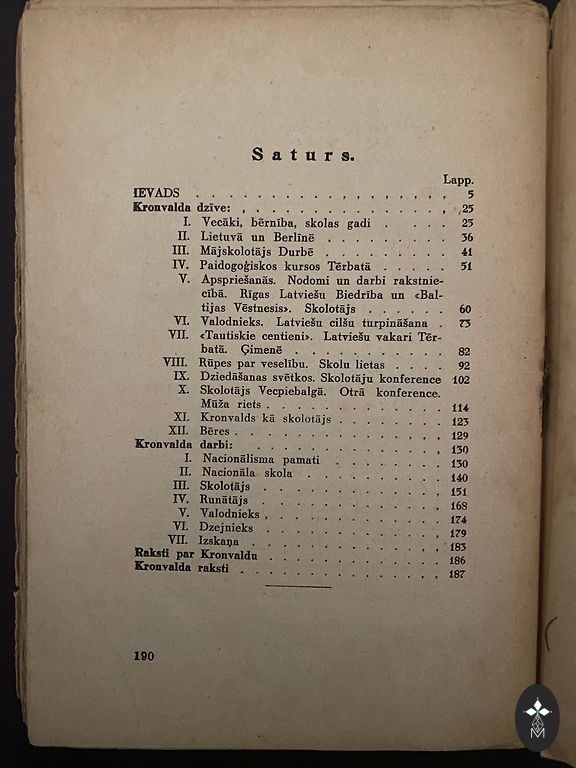 Saturs.
Lapp.
IEVADS . . . . . . . . . . . . . . . . . 5
Kronvalda dzīve: . . . . . . . . . . . . . . 23
I. Vecāki, bērnība, skolas gadi . . . . 23
II. Lietuvā un Berlīnē . . . . . . . . 36
III. Mājskolotājs Durbē . . . . . . . . 41
IV. Paidogoģiskos kursos Tērbatā . . . . . 51
V. Apspriešanās. Nodomi un darbi rakstnie-
cībā. Rīgas Latviešu Biedrība un «Bal-
tijas Vēstnesis». Skolotājs . . . . . . 60
VI. Valodnieks. Latviešu cilšu turpināšana . 73
VII. «Tautiskie centieni». Latviešu vakari Tēr-
batā. Ģimenē . . . . . . . . . . 82
VIII. Rūpes par veselību. Skolu lietas . . . . 92
IX. Dziedāšanas svētkos. Skolotāju konference 102
X. Skolotājs Vecpiebalgā. Otrā konference.
Mūža riets . . . . . . . . . . . . 114
XI. Kronvalds kā skolotājs . . . . . . . 123
XII. Bēres . . . . . . . . . . . . . . 129
Kronvalda darbi: . . . . . . . . . . . . . . 130
I. Nacionālisma pamati . . . . . . . . 130
II. Nacionāla skola . . . . . . . . . . 140
III. Skolotājs . . . . . . . . . . . . 151
IV. Runātājs . . . . . . . . . . . . 168
V. Valodnieks . . . . . . . . . . . . 174
VI. Dzejnieks . . . . . . . . . . . . 179
VII. Izskaņa . . . . . . . . . . . . . 183
Raksti par Kronvaldu . . . . . . . . . . . . 186
Kronvalda raksti . . . . . . . . . . . . . . 187
190
M